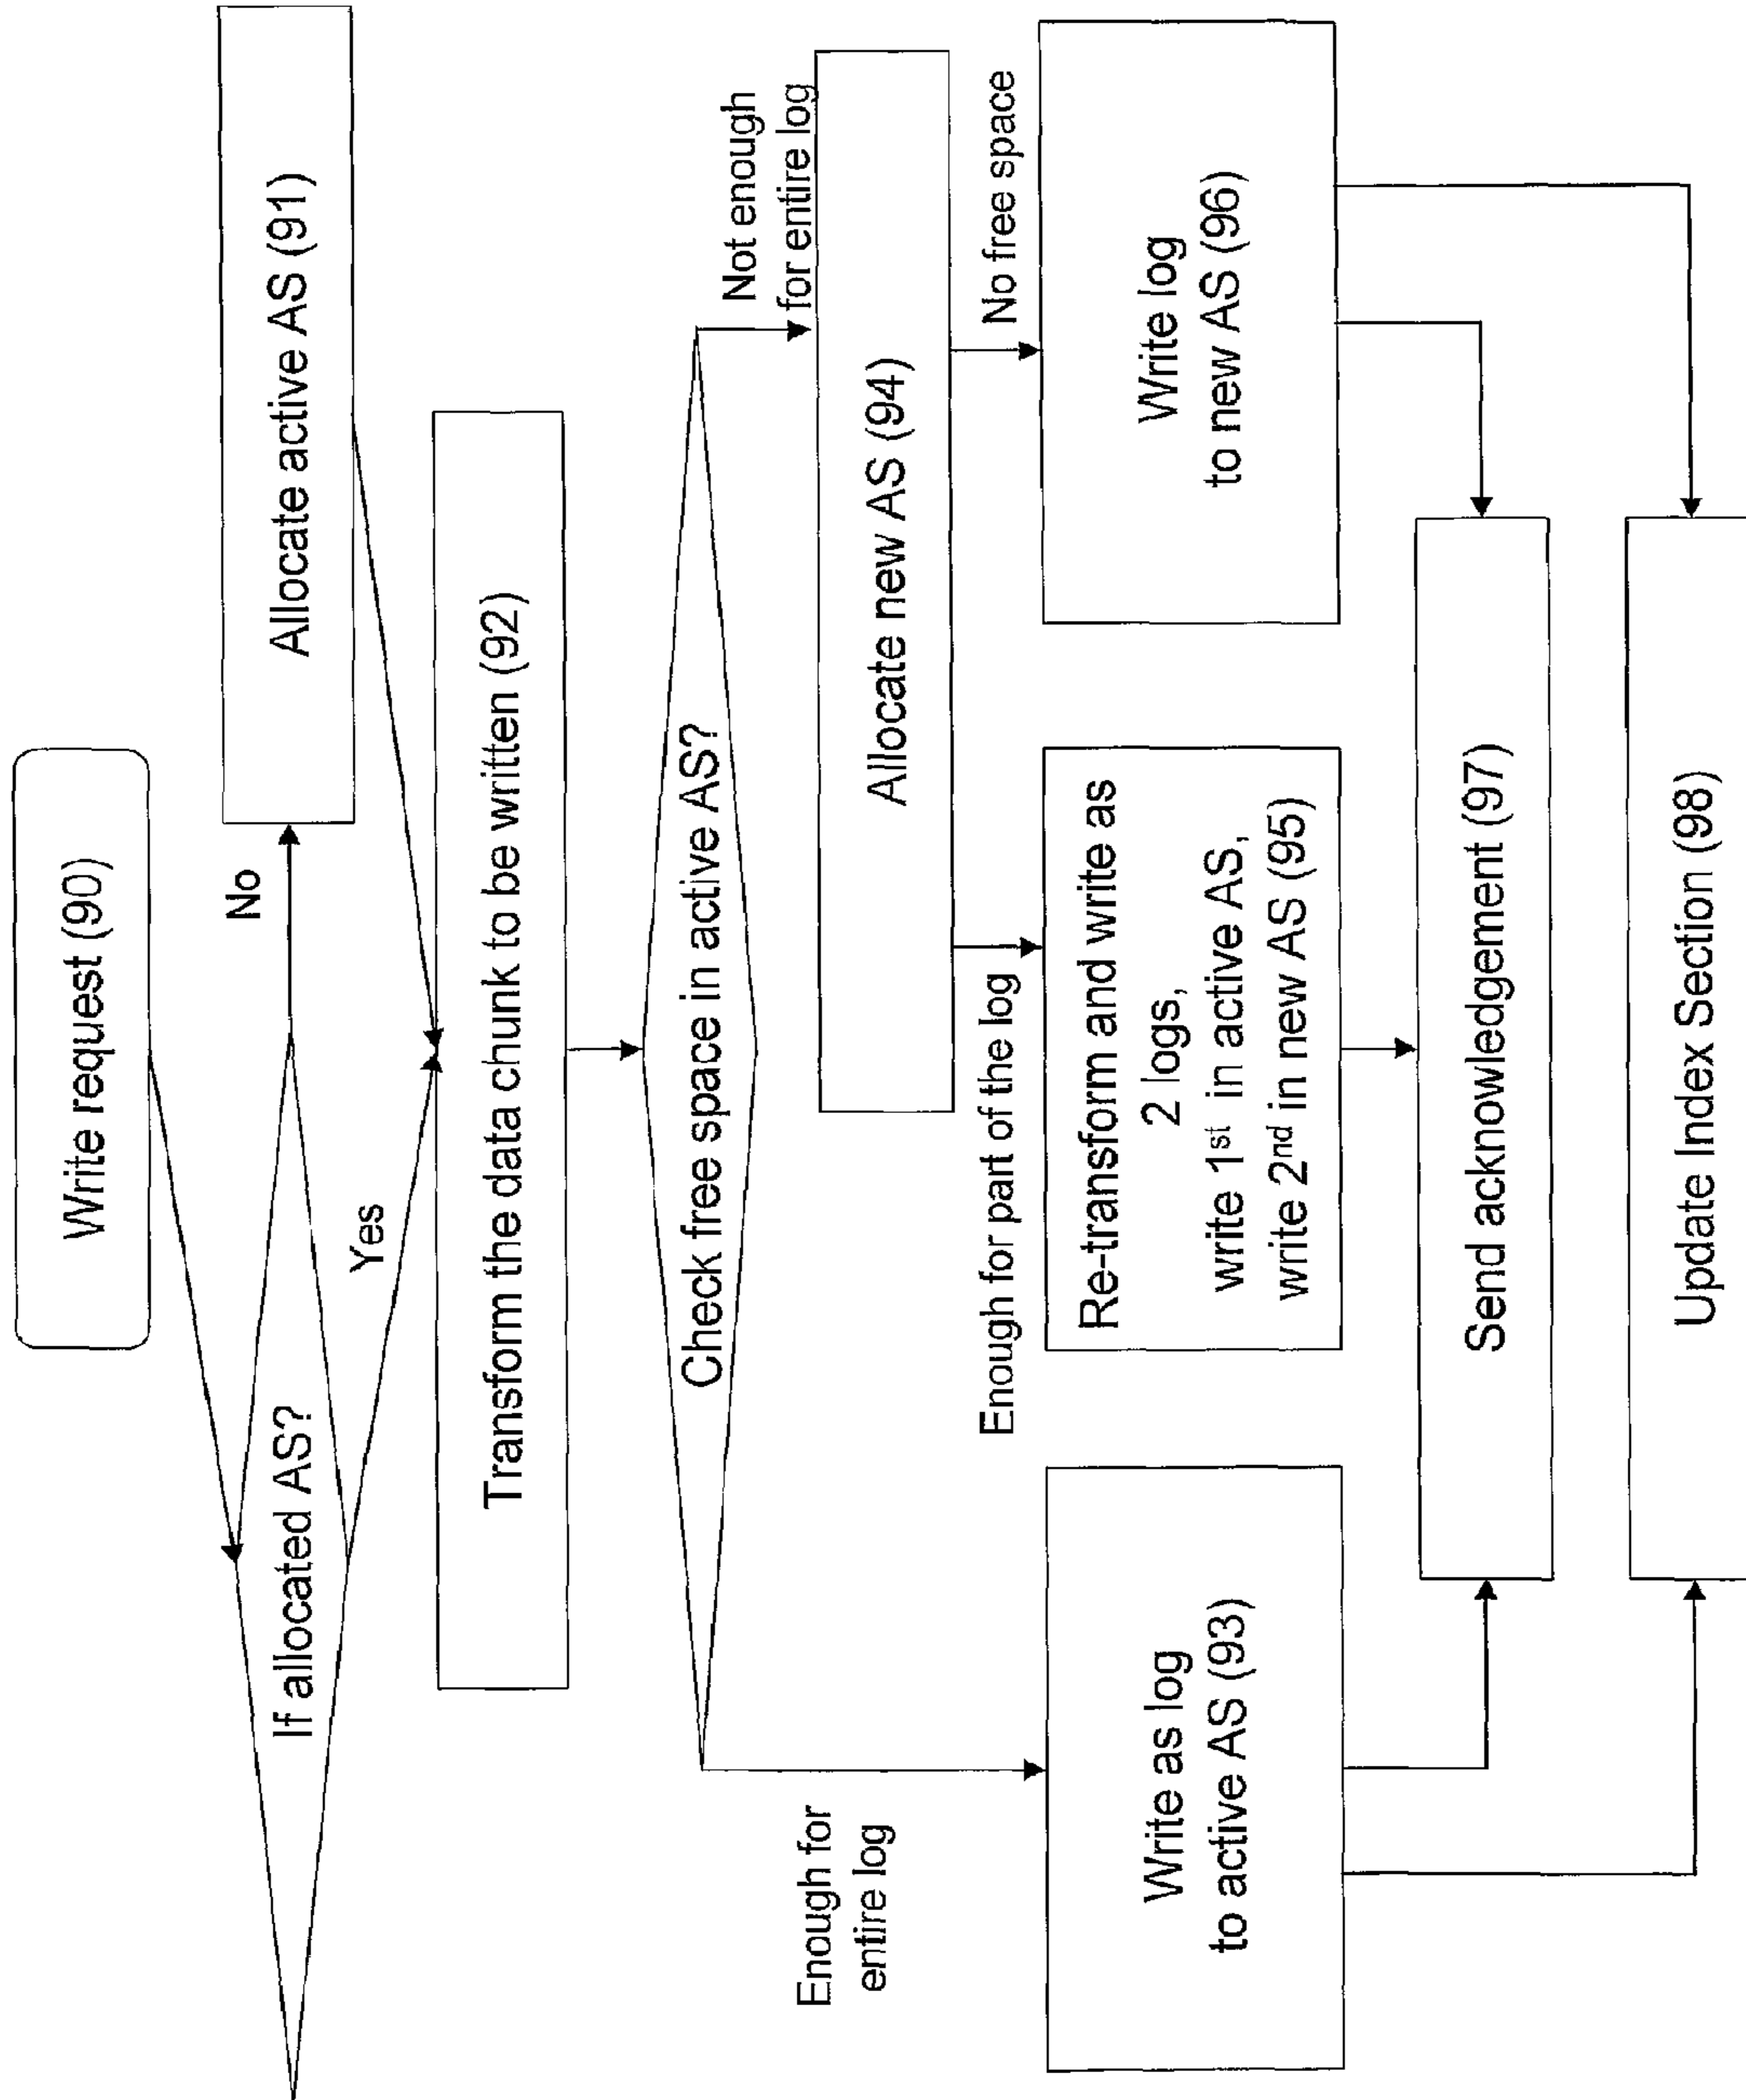 Write request (90)
If allocated AS?
No
Allocate active AS (91)
Yes
Transform the data chunk to be written (92)
Check free space in active AS?
Enough for
entire log
Not enough
for entire log
Allocate new AS (94)
Enough for part of the log
No free space
Write as log
to active AS (93)
Re-transform and write as
2 logs,
write 1st in active AS,
write 2nd in new AS (95)
Write log
to new AS (96)
Send acknowledgement (97)
Update Index Section (98)